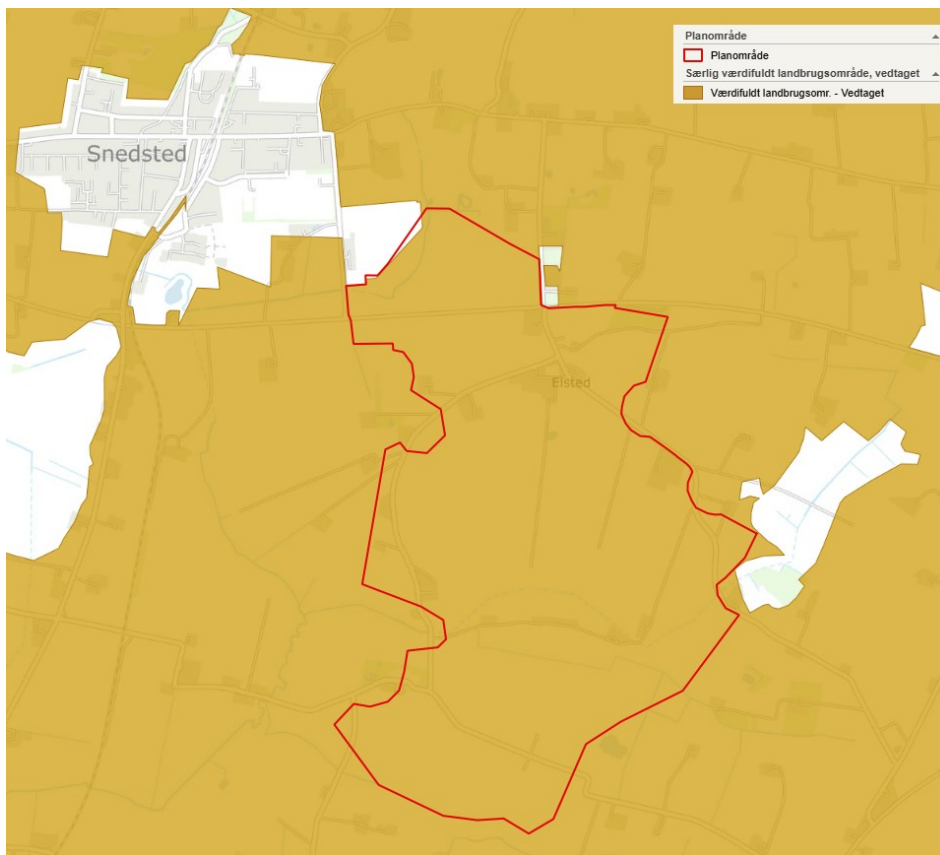 Planområde
Planområde
Særlig værdifuldt landbrugsområde, vedtaget
Værdifuldt landbrugsomr. - Vedtaget
Snedsted
Elsted